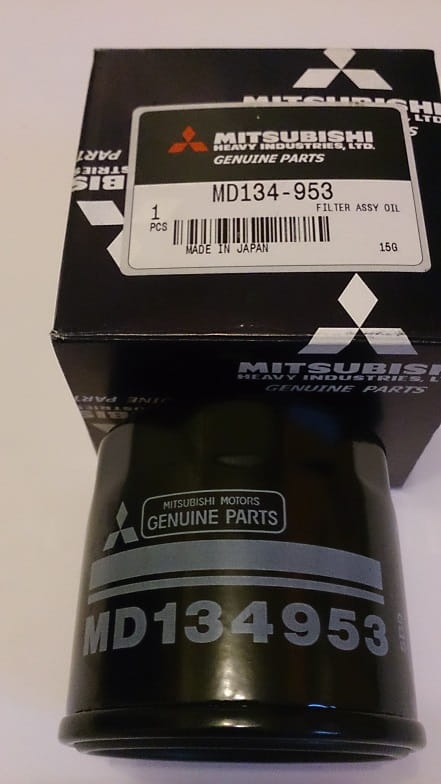 MITSUBISHI
HEAVY INDUSTRIES, LTD.
GENUINE PARTS
MD134-953
FILTER ASSY OIL
1
PCS
MADE IN JAPAN
15G
MITSUBISHI
HEAVY INDUSTRIES, LTD.
GENUINE PARTS
MITSUBISHI MOTORS
GENUINE PARTS
MD134953